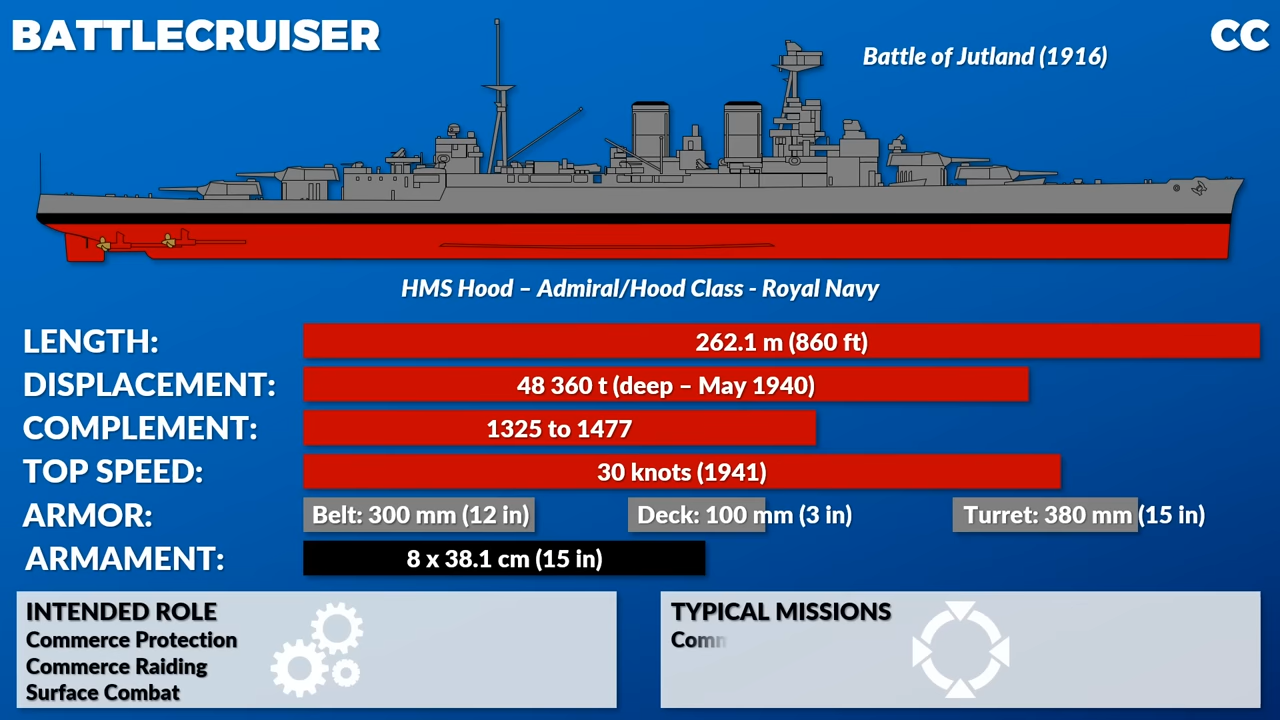 BATTLECRUISER
CC
Battle of Jutland (1916)
HMS Hood – Admiral/Hood Class - Royal Navy
LENGTH: 262.1 m (860 ft)
DISPLACEMENT: 48 360 t (deep – May 1940)
COMPLEMENT: 1325 to 1477
TOP SPEED: 30 knots (1941)
ARMOR: Belt: 300 mm (12 in) Deck: 100 mm (3 in) Turret: 380 mm (15 in)
ARMAMENT: 8 x 38.1 cm (15 in)
INTENDED ROLE
Commerce Protection
Commerce Raiding
Surface Combat
TYPICAL MISSIONS
Comm